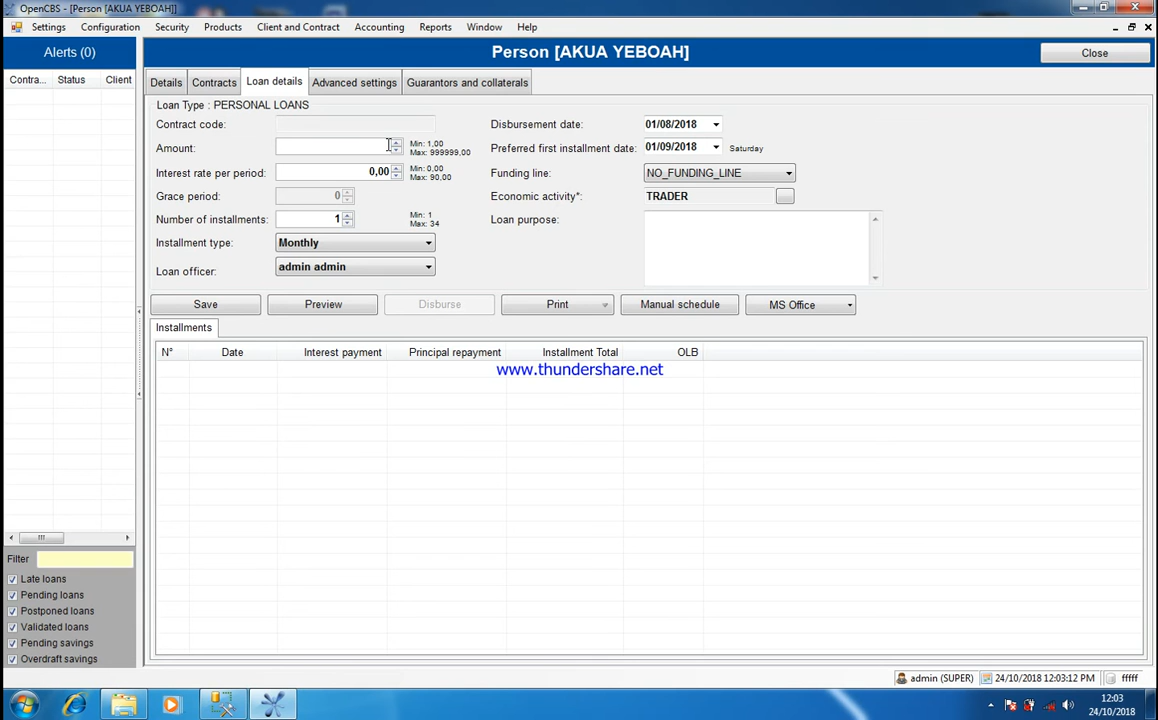 OpenCBS - [Person [AKUA YEBOAH]]
Settings Configuration Security Products Client and Contract Accounting Reports Window Help
Alerts (0)
Person [AKUA YEBOAH]
Close
Contra... Status Client
Details Contracts Loan details Advanced settings Guarantors and collaterals
Loan Type : PERSONAL LOANS
Contract code:
Disbursement date: 01/08/2018
Amount: Min: 1,00
Max: 999999,00
Preferred first installment date: 01/09/2018 Saturday
Interest rate per period: 0,00 Min: 0,00
Max: 90,00
Funding line: NO_FUNDING_LINE
Grace period: 0
Economic activity*: TRADER
Number of installments: 1 Min: 1
Max: 34
Loan purpose:
Installment type: Monthly
Loan officer: admin admin
Save Preview Disburse Print Manual schedule MS Office
Installments
N° Date Interest payment Principal repayment Installment Total OLB
www.thundershare.net
Filter
Late loans
Pending loans
Postponed loans
Validated loans
Pending savings
Overdraft savings
admin (SUPER) 24/10/2018 12:03:12 PM fffff
12:03
24/10/2018